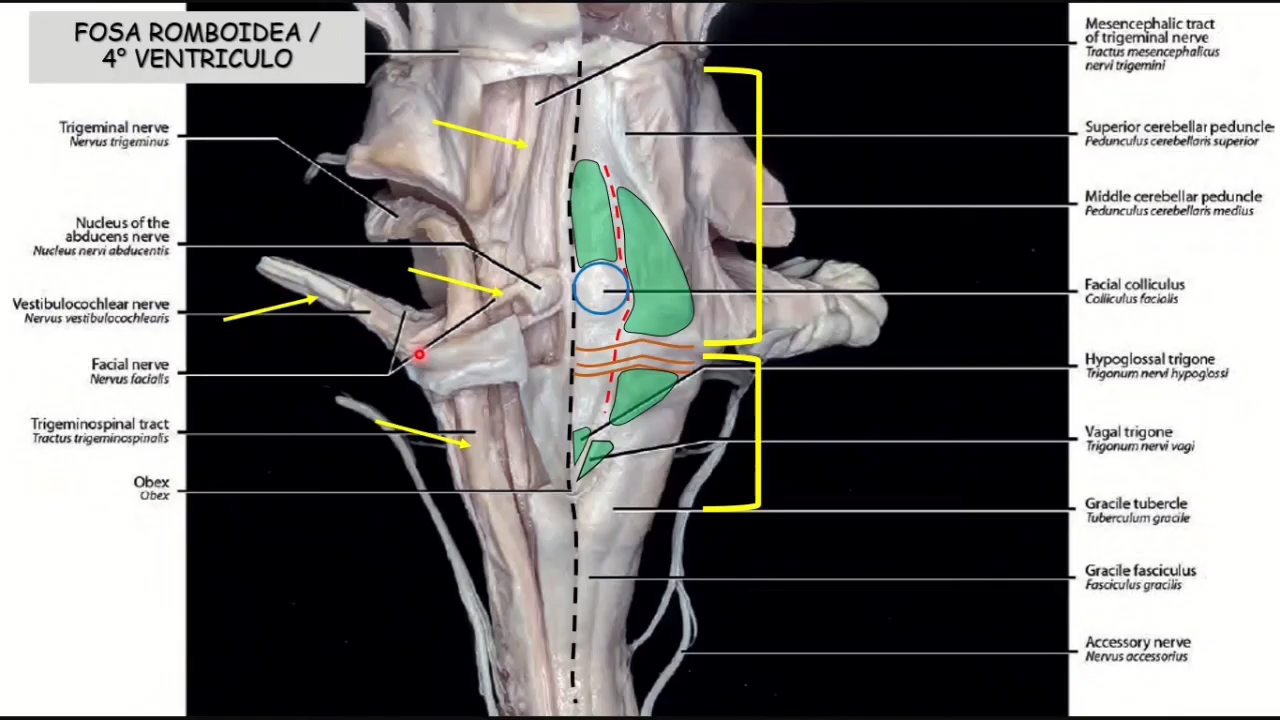 FOSA ROMBOIDEA /
4° VENTRICULO
Trigeminal nerve
Nervus trigeminus
Nucleus of the
abducens nerve
Nucleus nervi abducentis
Vestibulocochlear nerve
Nervus vestibulocochlearis
Facial nerve
Nervus facialis
Trigeminospinal tract
Tractus trigeminospinalis
Obex
Obex
Mesencephalic tract
of trigeminal nerve
Tractus mesencephalicus
nervi trigemini
Superior cerebellar peduncle
Pedunculus cerebellaris superior
Middle cerebellar peduncle
Pedunculus cerebellaris medius
Facial colliculus
Colliculus facialis
Hypoglossal trigone
Trigonum nervi hypoglossi
Vagal trigone
Trigonum nervi vagi
Gracile tubercle
Tuberculum gracile
Gracile fasciculus
Fasciculus gracilis
Accessory nerve
Nervus accessorius